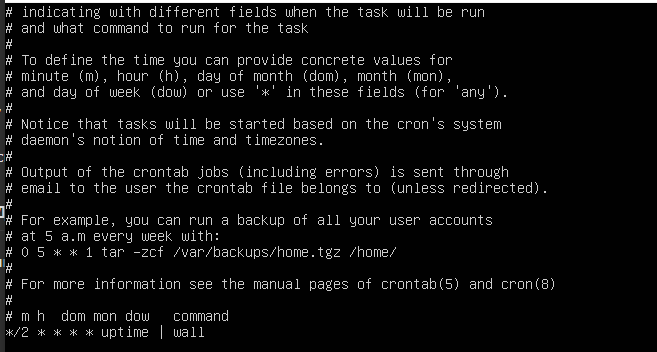 # indicating with different fields when the task will be run
# and what command to run for the task
#
# To define the time you can provide concrete values for
# minute (m), hour (h), day of month (dom), month (mon),
# and day of week (dow) or use '*' in these fields (for 'any').
#
# Notice that tasks will be started based on the cron's system
# daemon's notion of time and timezones.
#
# Output of the crontab jobs (including errors) is sent through
# email to the user the crontab file belongs to (unless redirected).
#
# For example, you can run a backup of all your user accounts
# at 5 a.m every week with:
# 0 5 * * 1 tar -zcf /var/backups/home.tgz /home/
#
# For more information see the manual pages of crontab(5) and cron(8)
#
# m h  dom mon dow   command
*/2 * * * * uptime | wall